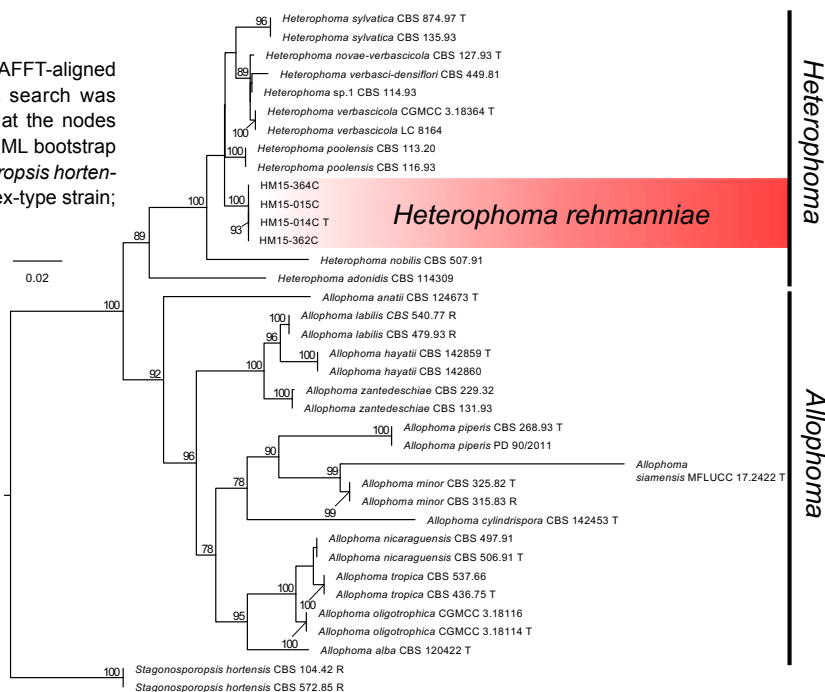 AFFT-aligned
search was
at the nodes
ML bootstrap
ropsis horten-
ex-type strain;
0.02
96
Heterophoma sylvatica CBS 874.97 T
Heterophoma sylvatica CBS 135.93
Heterophoma novae-verbascicola CBS 127.93 T
89
Heterophoma verbasci-densiflori CBS 449.81
Heterophoma sp.1 CBS 114.93
Heterophoma verbascicola CGMCC 3.18364 T
100
Heterophoma verbascicola LC 8164
100
Heterophoma poolensis CBS 113.20
Heterophoma poolensis CBS 116.93
HM15-364C
100
HM15-015C
100
HM15-014C T
93
HM15-362C
Heterophoma rehmanniae
Heterophoma nobilis CBS 507.91
89
Heterophoma adonidis CBS 114309
Heterophoma
100
Allophoma anatii CBS 124673 T
100
Allophoma labilis CBS 540.77 R
96
Allophoma labilis CBS 479.93 R
100
Allophoma hayatii CBS 142859 T
100
Allophoma hayatii CBS 142860
92
100
Allophoma zantedeschiae CBS 229.32
Allophoma zantedeschiae CBS 131.93
100
Allophoma piperis CBS 268.93 T
Allophoma piperis PD 90/2011
90
96
99
Allophoma
siamensis MFLUCC 17.2422 T
78
Allophoma minor CBS 325.82 T
Allophoma minor CBS 315.83 R
99
Allophoma cylindrispora CBS 142453 T
Allophoma nicaraguensis CBS 497.91
78
Allophoma nicaraguensis CBS 506.91 T
Allophoma tropica CBS 537.66
100
Allophoma tropica CBS 436.75 T
100
Allophoma oligotrophica CGMCC 3.18116
95
Allophoma oligotrophica CGMCC 3.18114 T
100
Allophoma alba CBS 120422 T
Allophoma
100
Stagonosporopsis hortensis CBS 104.42 R
Stagonosporopsis hortensis CBS 572.85 R